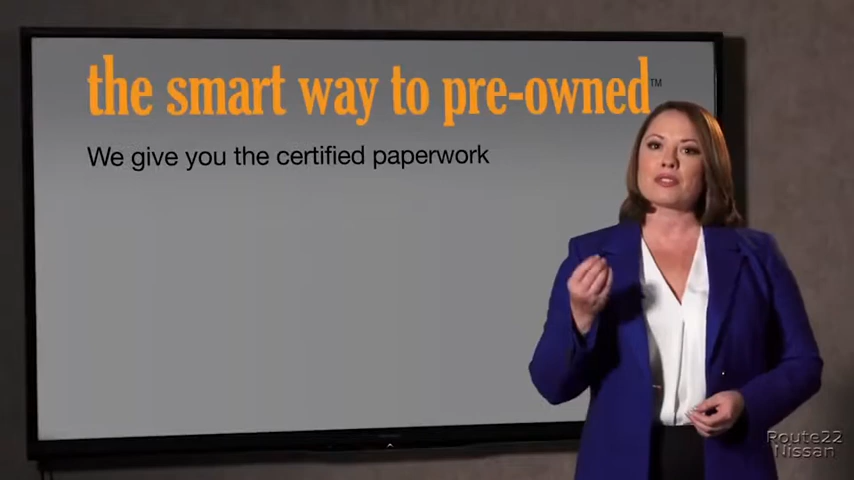 the smart way to pre-owned™
We give you the certified paperwork
Route22
Nissan